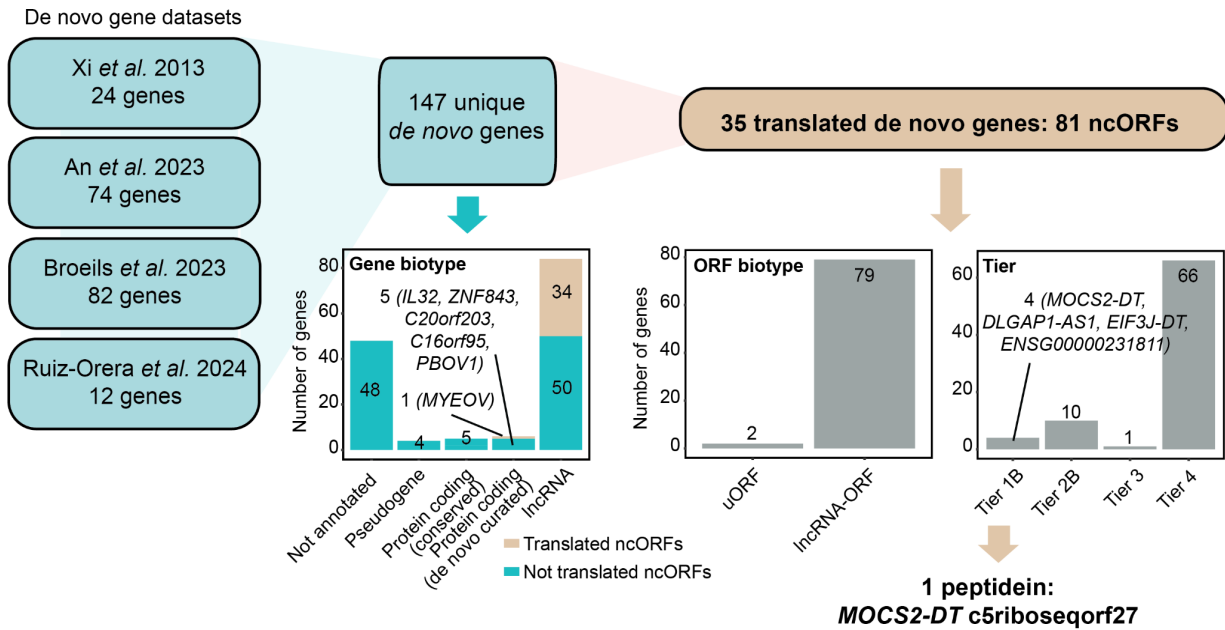 De novo gene datasets
Xi et al. 2013
24 genes
An et al. 2023
74 genes
Broeils et al. 2023
82 genes
Ruiz-Orera et al. 2024
12 genes
147 unique
de novo genes
35 translated de novo genes: 81 ncORFs
Gene biotype
Number of genes
80
60
40
20
0
5 (IL32, ZNF843,
C20orf203,
C16orf95,
PBOV1)
1 (MYEOV)
48
4
5
34
50
Not annotated
Pseudogene
Protein coding
(conserved)
Protein coding
(de novo curated)
lncRNA
Translated ncORFs
Not translated ncORFs
ORF biotype
Number of genes
80
60
40
20
0
2
79
uORF
lncRNA-ORF
Tier
60
40
20
0
4 (MOCS2-DT,
DLGAP1-AS1, EIF3J-DT,
ENSG00000231811)
10
1
66
Tier 1B
Tier 2B
Tier 3
Tier 4
1 peptidein:
MOCS2-DT c5riboseqorf27